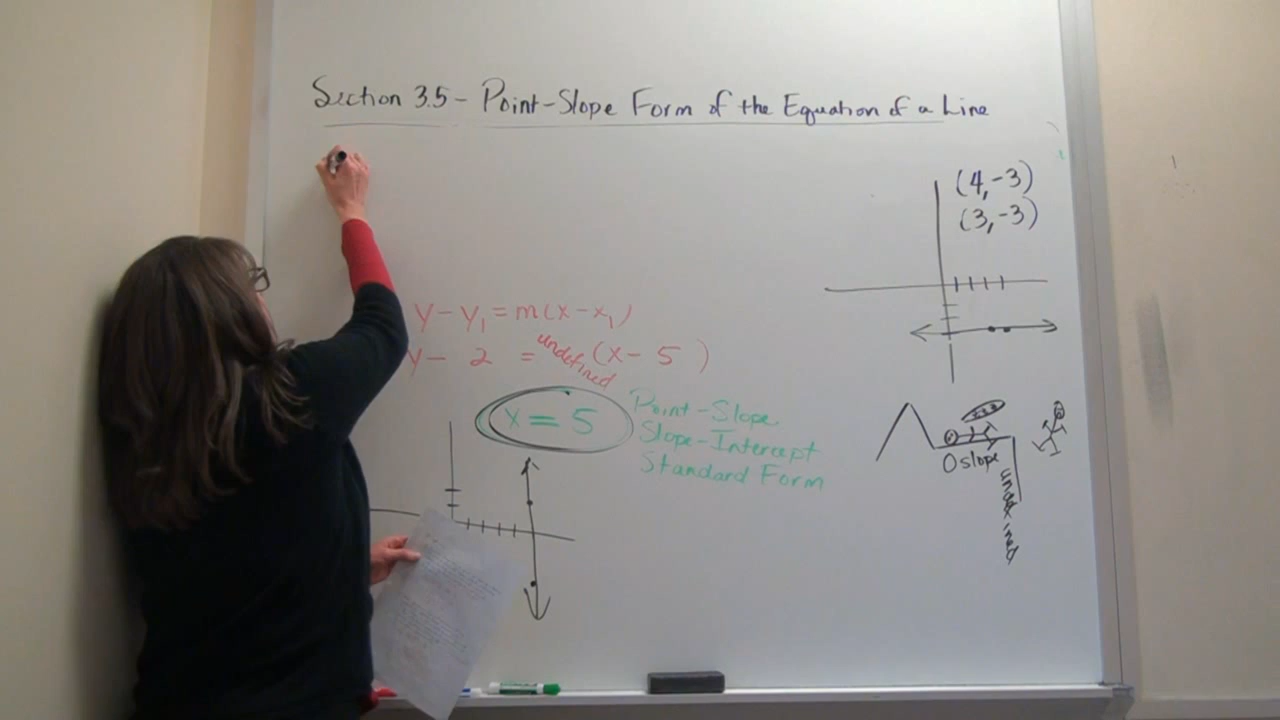 Section 3.5 - Point-Slope Form of the Equation of a Line
(4,-3)
(3,-3)
y-y₁=m(x-x₁)
y- 2 = undefined (x- 5 )
x = 5
Point-Slope
Slope-Intercept
Standard Form
0 slope
undefined